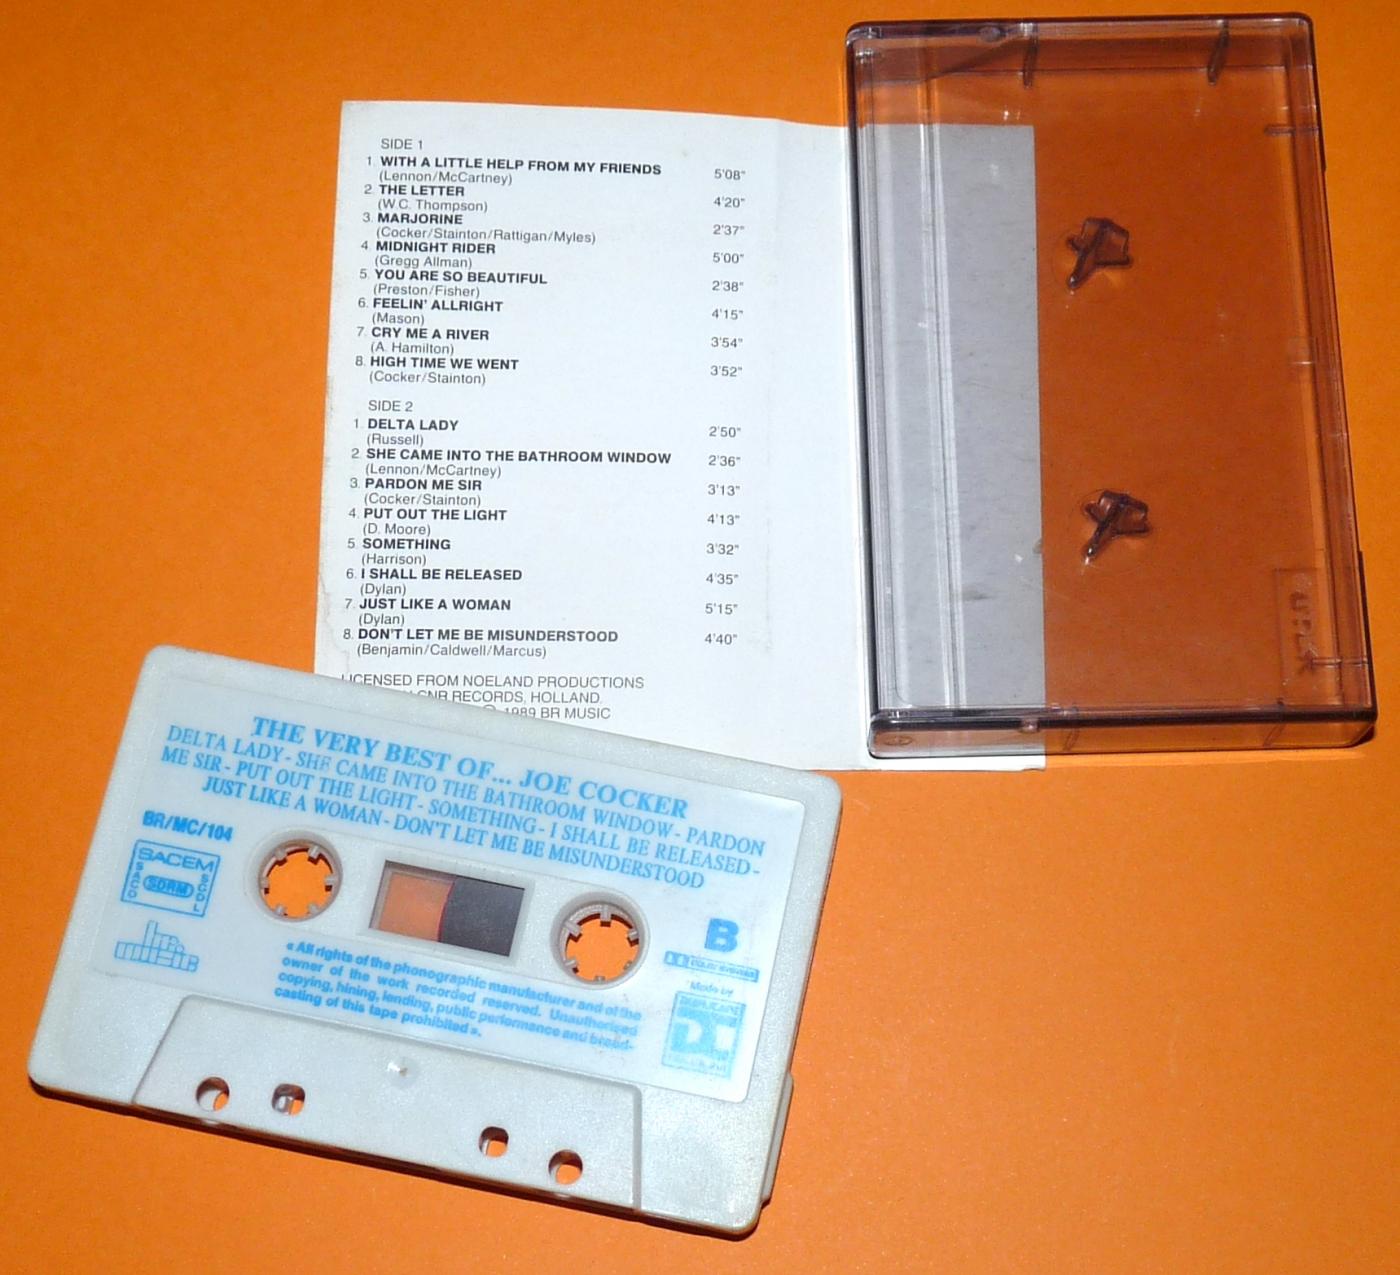 SIDE 1
1. WITH A LITTLE HELP FROM MY FRIENDS 5'08"
(Lennon/McCartney)
2. THE LETTER 4'20"
(W.C. Thompson)
3. MARJORINE 2'37"
(Cocker/Stainton/Rattigan/Myles)
4. MIDNIGHT RIDER 5'00"
(Gregg Allman)
5. YOU ARE SO BEAUTIFUL 2'38"
(Preston/Fisher)
6. FEELIN' ALLRIGHT 4'15"
(Mason)
7. CRY ME A RIVER 3'54"
(A. Hamilton)
8. HIGH TIME WE WENT 3'52"
(Cocker/Stainton)
SIDE 2
1. DELTA LADY 2'50"
(Russell)
2. SHE CAME INTO THE BATHROOM WINDOW 2'36"
(Lennon/McCartney)
3. PARDON ME SIR 3'13"
(Cocker/Stainton)
4. PUT OUT THE LIGHT 4'13"
(D. Moore)
5. SOMETHING 3'32"
(Harrison)
6. I SHALL BE RELEASED 4'35"
(Dylan)
7. JUST LIKE A WOMAN 5'15"
(Dylan)
8. DON'T LET ME BE MISUNDERSTOOD 4'40"
(Benjamin/Caldwell/Marcus)
LICENSED FROM NOELAND PRODUCTIONS
CNR RECORDS, HOLLAND.
1989 BR MUSIC
THE VERY BEST OF... JOE COCKER
DELTA LADY - SHE CAME INTO THE BATHROOM WINDOW - PARDON
ME SIR - PUT OUT THE LIGHT - SOMETHING - I SHALL BE RELEASED -
JUST LIKE A WOMAN - DON'T LET ME BE MISUNDERSTOOD
BR/MC/104
SACEM
SACD
SDRM
SGDL
br. music
B
DOLBY SYSTEM
Made by
« All rights of the phonographic manufacturer and of the
owner of the work recorded reserved. Unauthorised
copying, hining, lending, public performance and broad-
casting of this tape prohibited ».